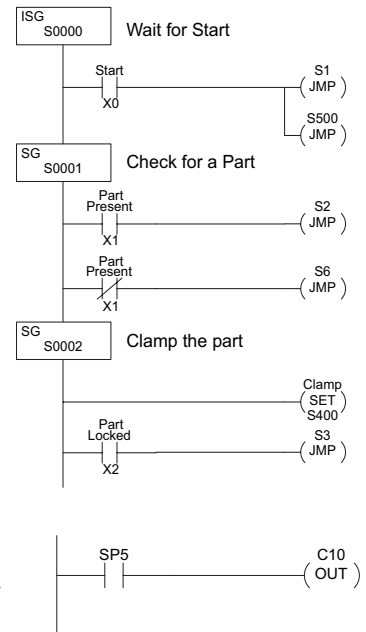 ISG
S0000
Wait for Start
Start
X0
S1
JMP
S500
JMP
SG
S0001
Check for a Part
Part
Present
X1
S2
JMP
Part
Present
X1
S6
JMP
SG
S0002
Clamp the part
Clamp
SET
S400
Part
Locked
X2
S3
JMP
SP5
C10
OUT